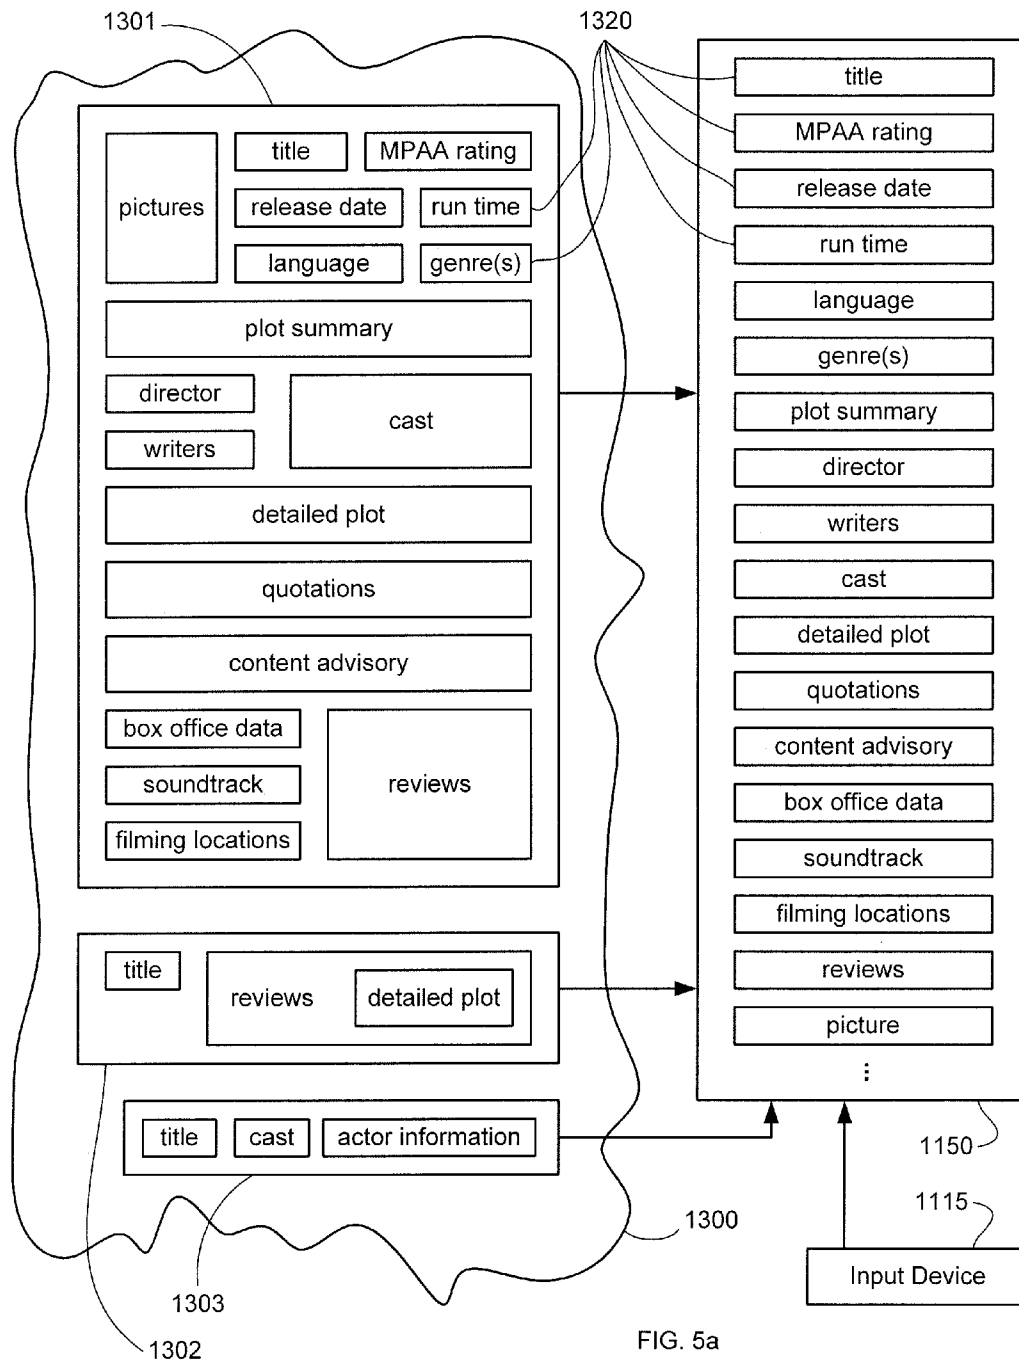 1301
1320
title
MPAA rating
pictures
release date
run time
language
genre(s)
plot summary
director
cast
writers
detailed plot
quotations
content advisory
box office data
reviews
soundtrack
filming locations
title
reviews
detailed plot
title
cast
actor information
1300
1303
1302
title
MPAA rating
release date
run time
language
genre(s)
plot summary
director
writers
cast
detailed plot
quotations
content advisory
box office data
soundtrack
filming locations
reviews
picture
...
1150
1115
Input Device
FIG. 5a